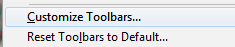 Customize Toolbars...
Reset Toolbars to Default...